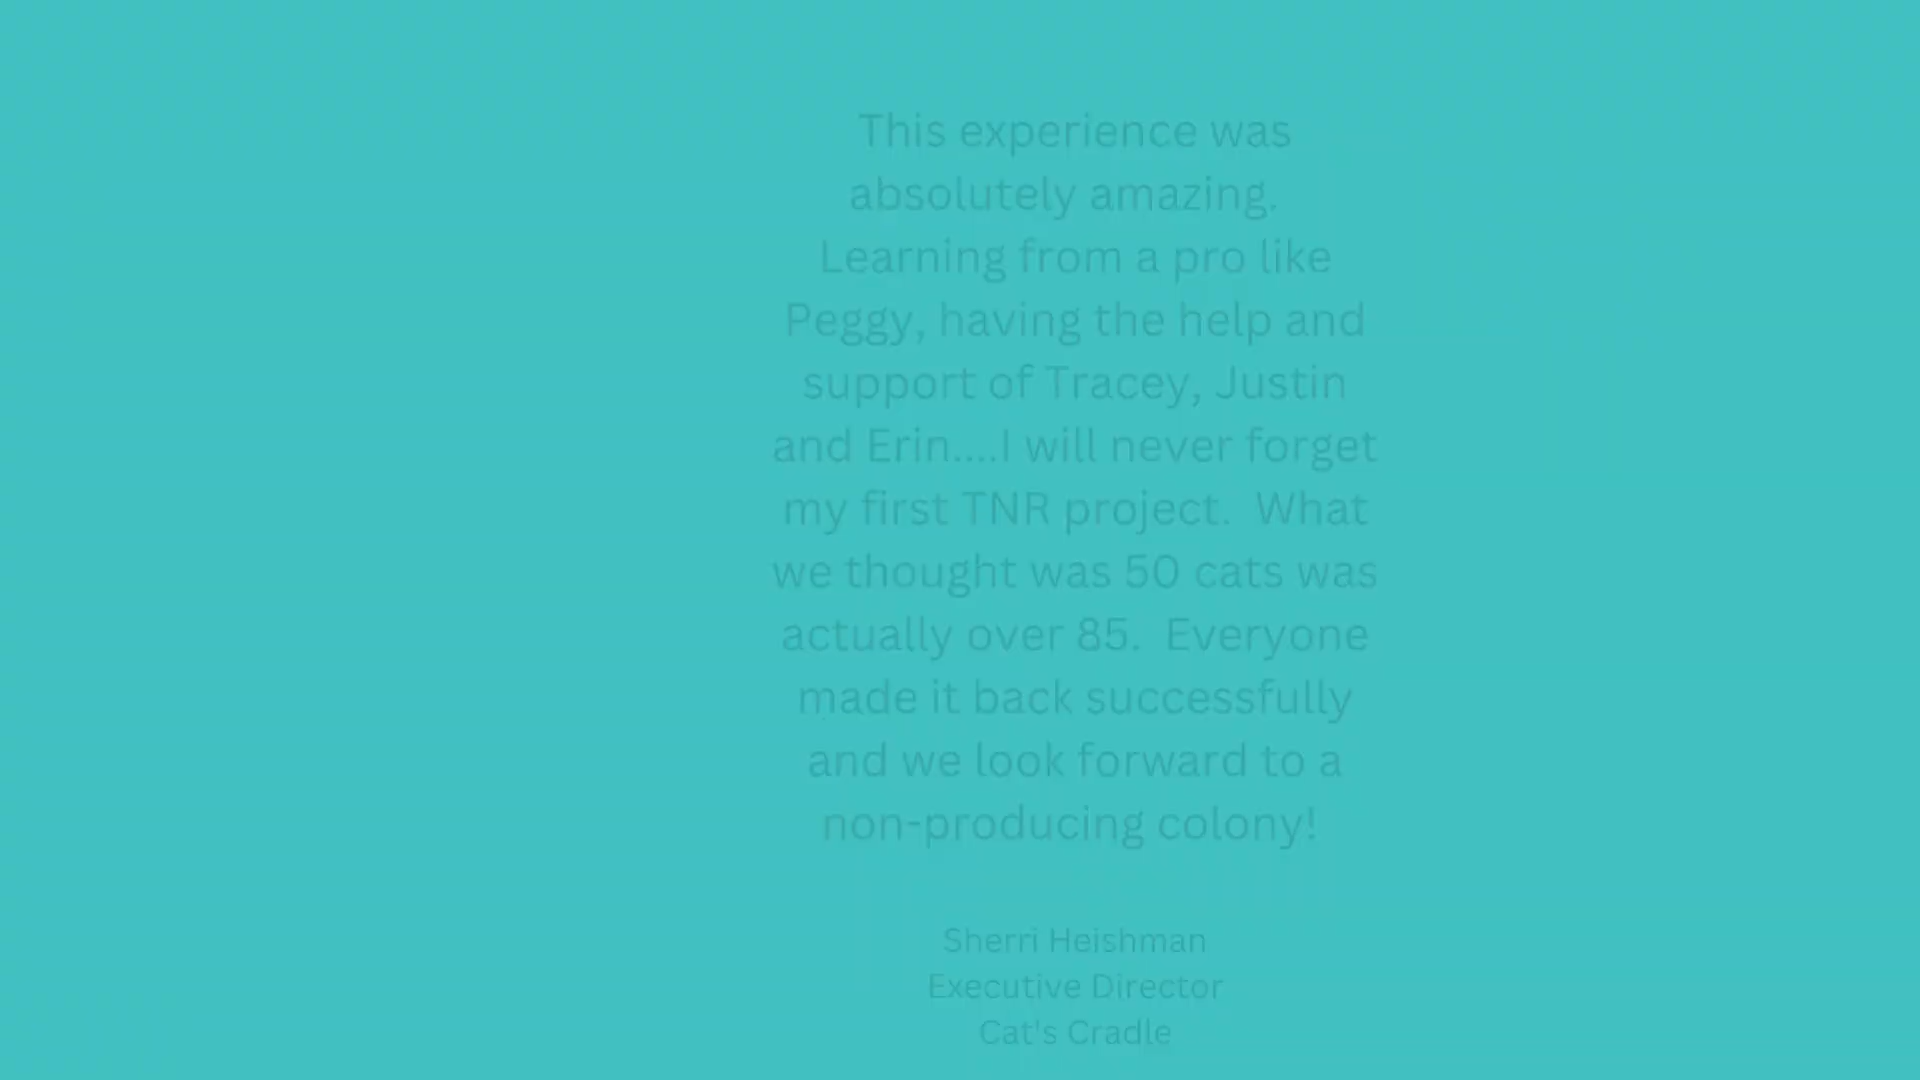 This experience was
absolutely amazing.
Learning from a pro like
Peggy, having the help and
support of Tracey, Justin
and Erin....I will never forget
my first TNR project.  What
we thought was 50 cats was
actually over 85.  Everyone
made it back successfully
and we look forward to a
non-producing colony!
Sherri Heishman
Executive Director
Cat's Cradle